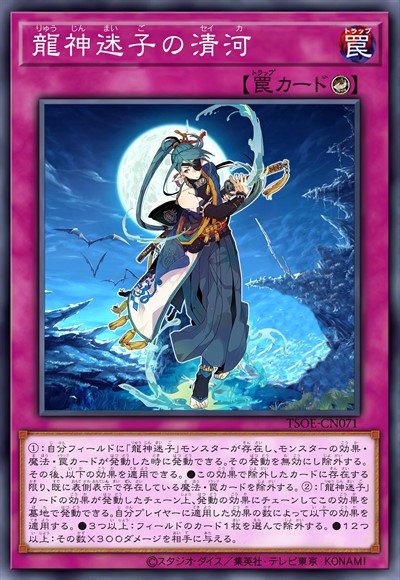 りゅうじんまいごセイカ
龍神迷子の清河
トラップ
罠
トラップ
【罠カード】
TSOE-CN071
①:自分フィールドに「龍神迷子」モンスターが存在し、モンスターの効果・
魔法・罠カードが発動した時に発動できる。その発動を無効にし除外する。
その後、以下の効果を適用できる。●この効果で除外したカードに存在する
限り、既に表側表示で存在している魔法・罠カードを除外する。②:「龍神迷子」
カードの効果が発動したチェーン上、発動の効果にチェーンしてこの効果を
墓地で発動できる。自分プレイヤーに適用した効果の数によって以下の効果を
適用する。●3つ以上:フィールドのカード1枚を選んで除外する。●12つ
以上:その数×300ダメージを相手に与える。
©スタジオ・ダイス/集英社・テレビ東京・KONAMI